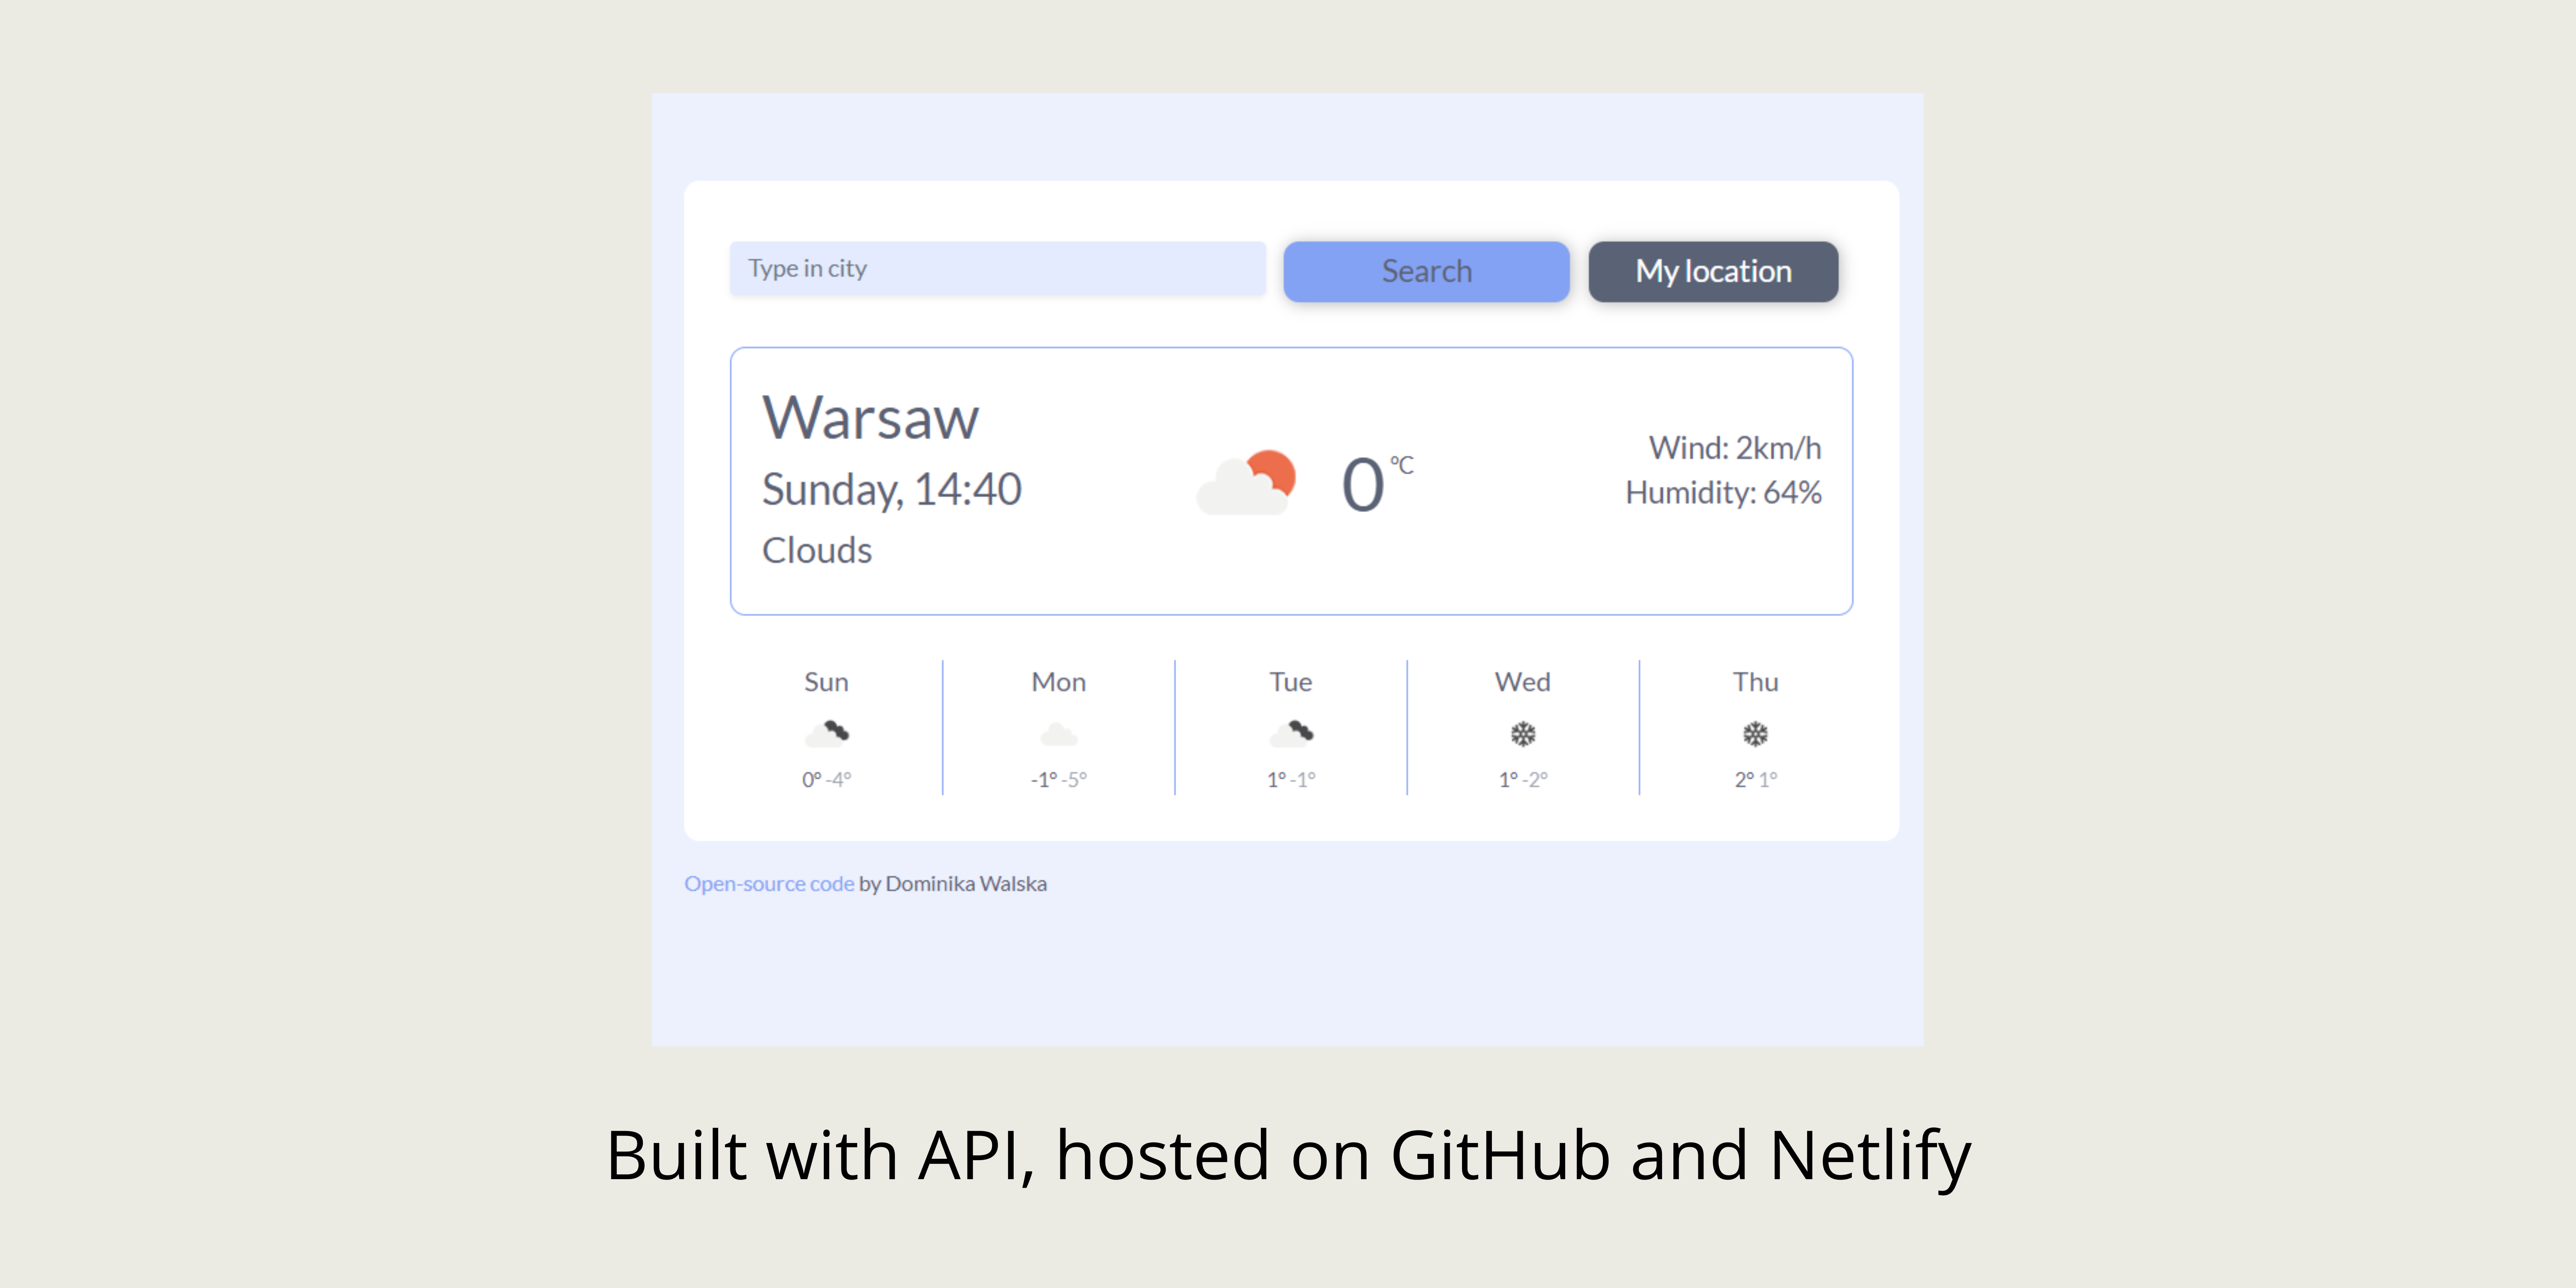 Type in city
Search
My location
Warsaw
Sunday, 14:40
Clouds
0 °C
Wind: 2km/h
Humidity: 64%
Sun
Mon
Tue
Wed
Thu
0° -4°
-1° -5°
1° -1°
1° -2°
2° 1°
Open-source code by Dominika Walska
Built with API, hosted on GitHub and Netlify